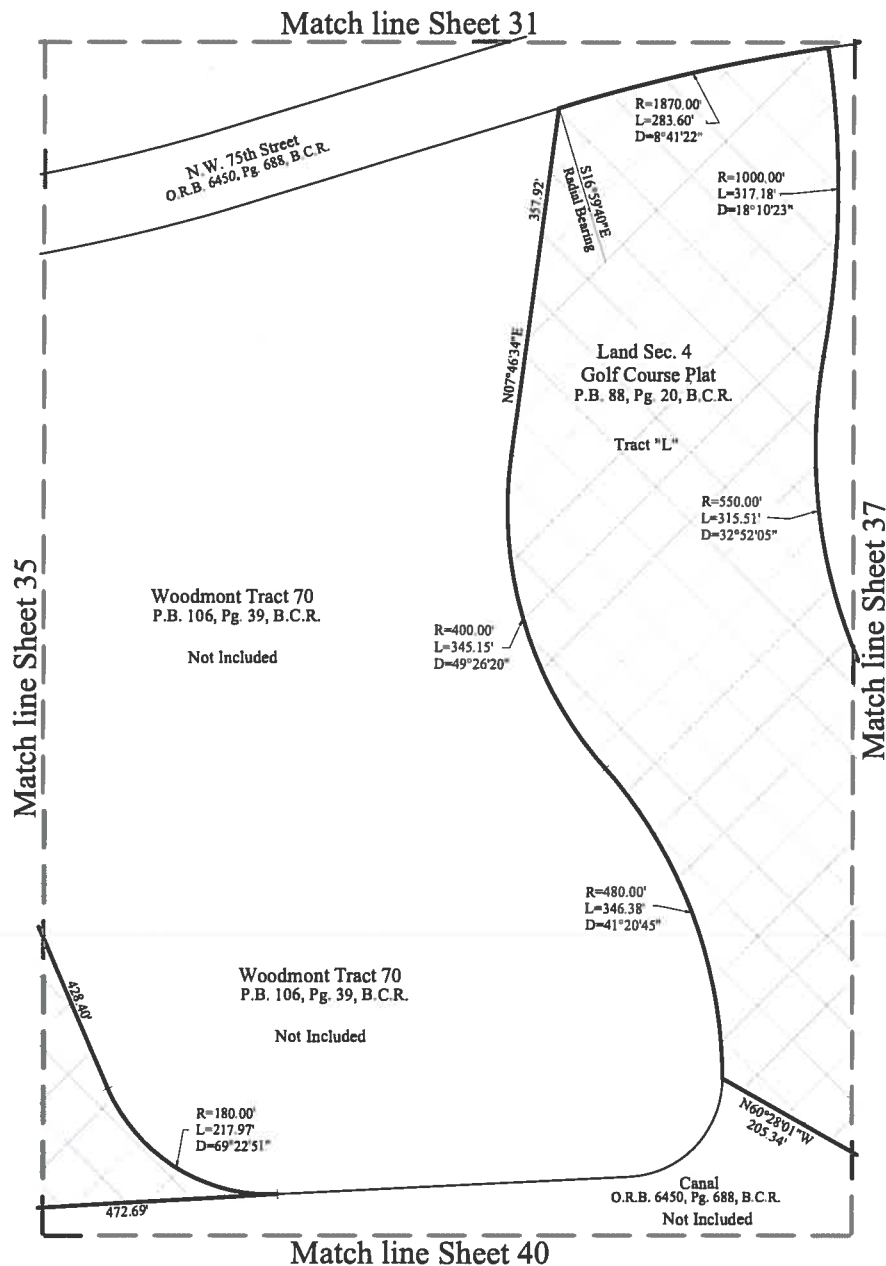 Match line Sheet 31
N.W. 75th Street
O.R.B. 6450, Pg. 688, B.C.R.
R=1870.00'
L=283.60'
D=8°41'22"
S16°59'40"E
Radial Bearing
357.92'
N07°46'34"E
R=1000.00'
L=317.18'
D=18°10'23"
Land Sec. 4
Golf Course Plat
P.B. 88, Pg. 20, B.C.R.
Tract "L"
R=550.00'
L=315.51'
D=32°52'05"
Match line Sheet 35
Match line Sheet 37
Woodmont Tract 70
P.B. 106, Pg. 39, B.C.R.
Not Included
R=400.00'
L=345.15'
D=49°26'20"
R=480.00'
L=346.38'
D=41°20'45"
428.40'
Woodmont Tract 70
P.B. 106, Pg. 39, B.C.R.
Not Included
R=180.00'
L=217.97'
D=69°22'51"
N60°28'01"W
205.34'
472.69'
Canal
O.R.B. 6450, Pg. 688, B.C.R.
Not Included
Match line Sheet 40